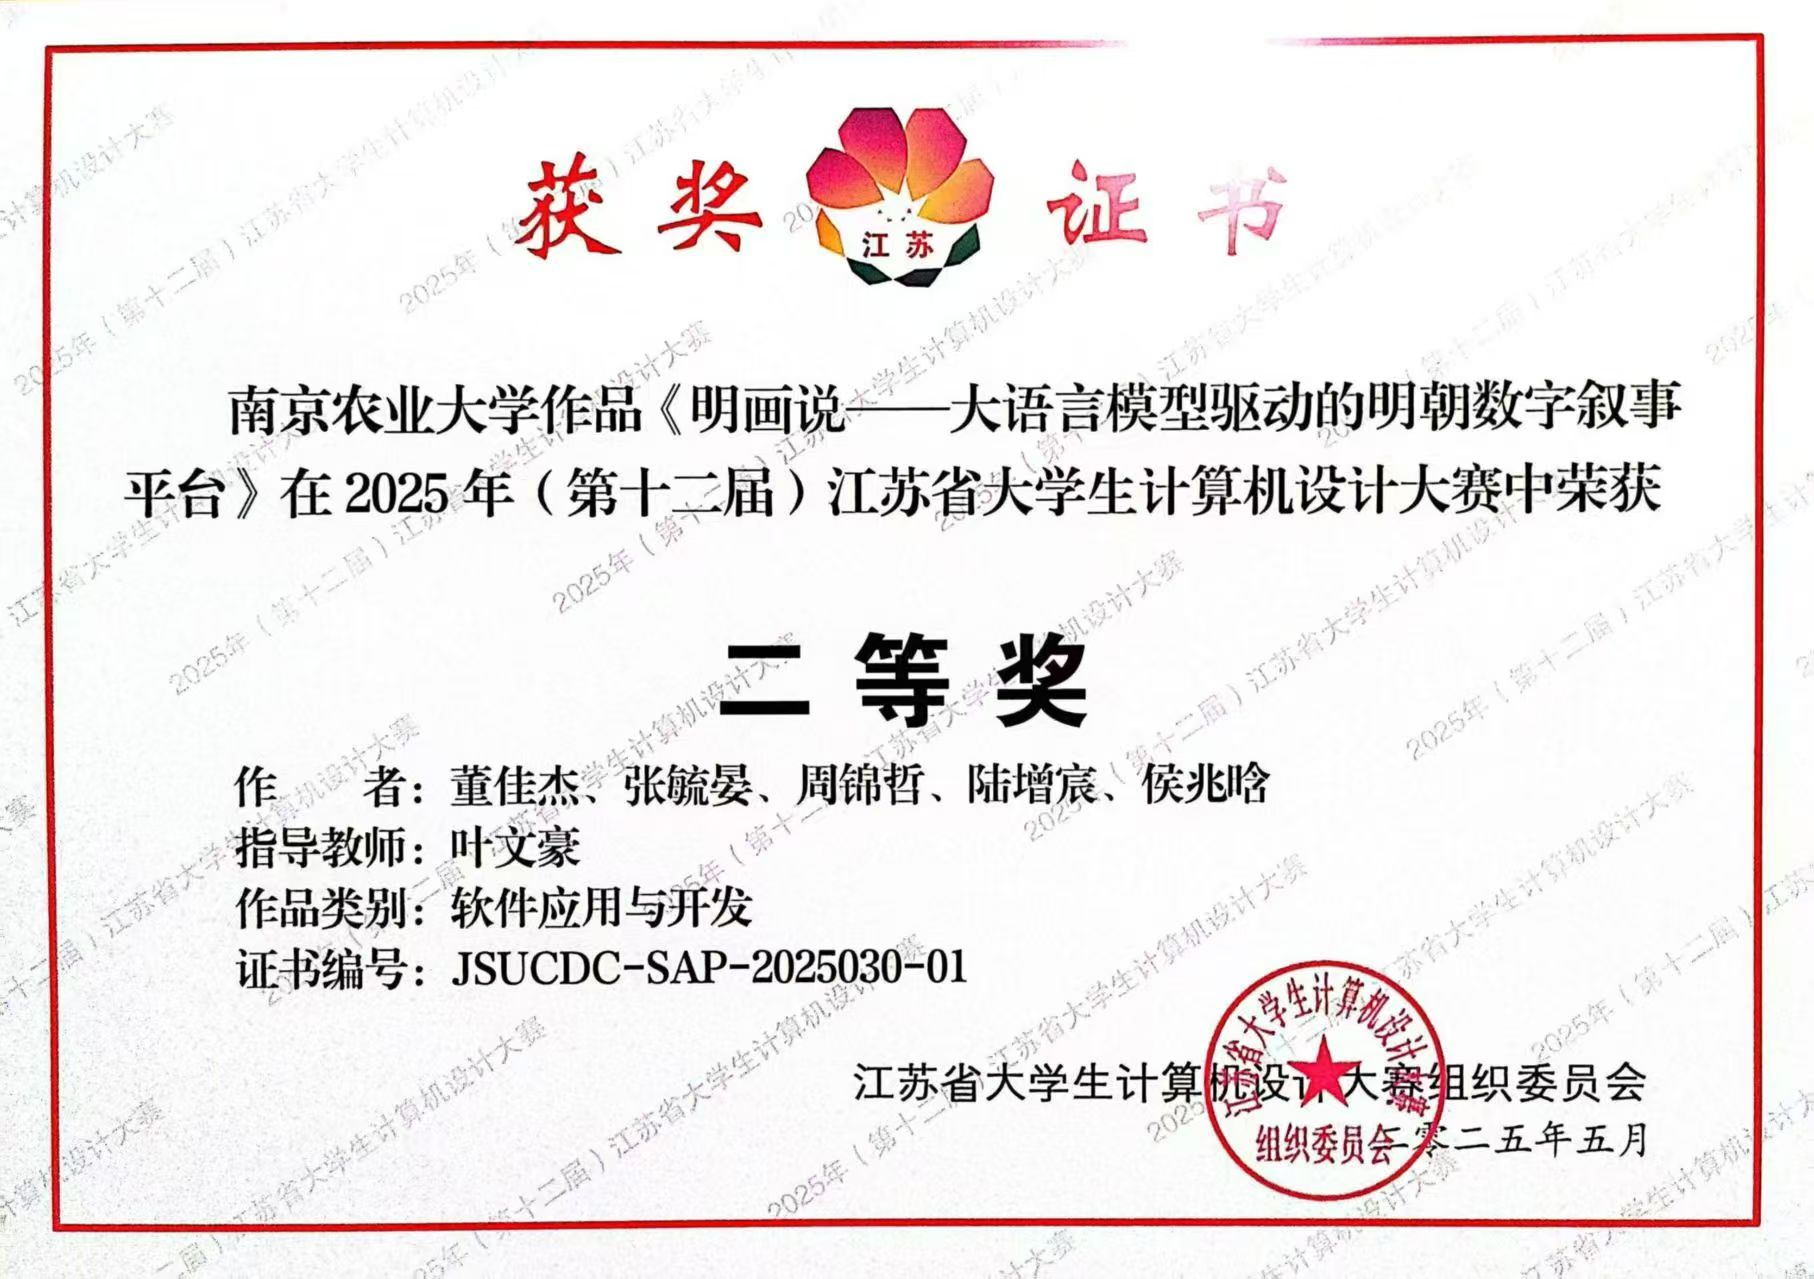 获奖 江苏 证书
南京农业大学作品《明画说——大语言模型驱动的明朝数字叙事
平台》在 2025 年（第十二届）江苏省大学生计算机设计大赛中荣获
二等奖
作　　者：董佳杰、张毓晏、周锦哲、陆增宸、侯兆晗
指导教师：叶文豪
作品类别：软件应用与开发
证书编号：JSUCDC-SAP-2025030-01
江苏省大学生计算机设计大赛组织委员会
二零二五年五月
江苏省大学生计算机设计大赛
组织委员会
2025年（第十二届）江苏省大学生计算机设计大赛